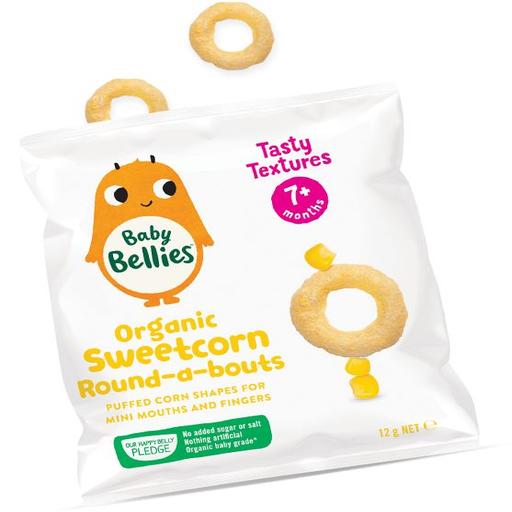 Tasty
Textures
7+
months
Baby
Bellies™
Organic
Sweetcorn
Round-a-bouts
PUFFED CORN SHAPES FOR
MINI MOUTHS AND FINGERS
OUR HAPPY BELLY
PLEDGE
No added sugar or salt
Nothing artificial
Organic baby grade^
12 g NET ℮